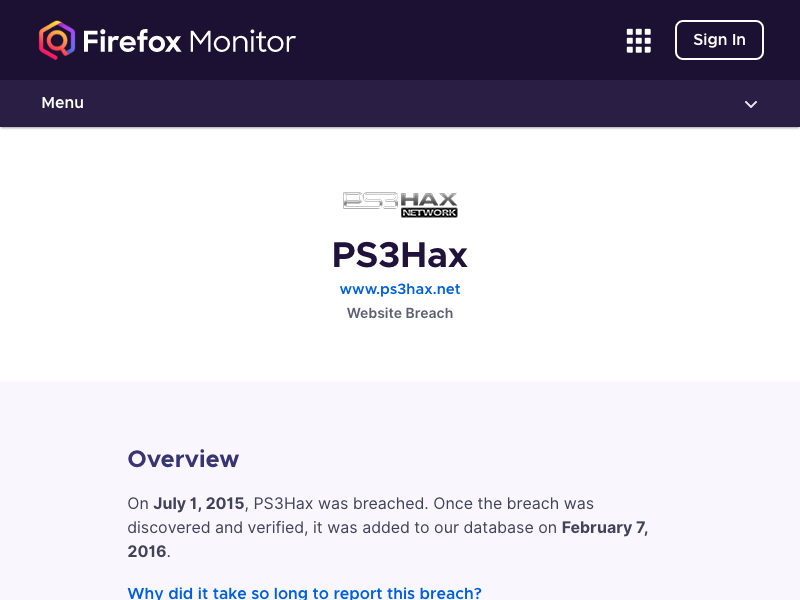 Firefox Monitor
Sign In
Menu
PS3HAX
NETWORK
PS3Hax
www.ps3hax.net
Website Breach
Overview
On July 1, 2015, PS3Hax was breached. Once the breach was
discovered and verified, it was added to our database on February 7,
2016.
Why did it take so long to report this breach?